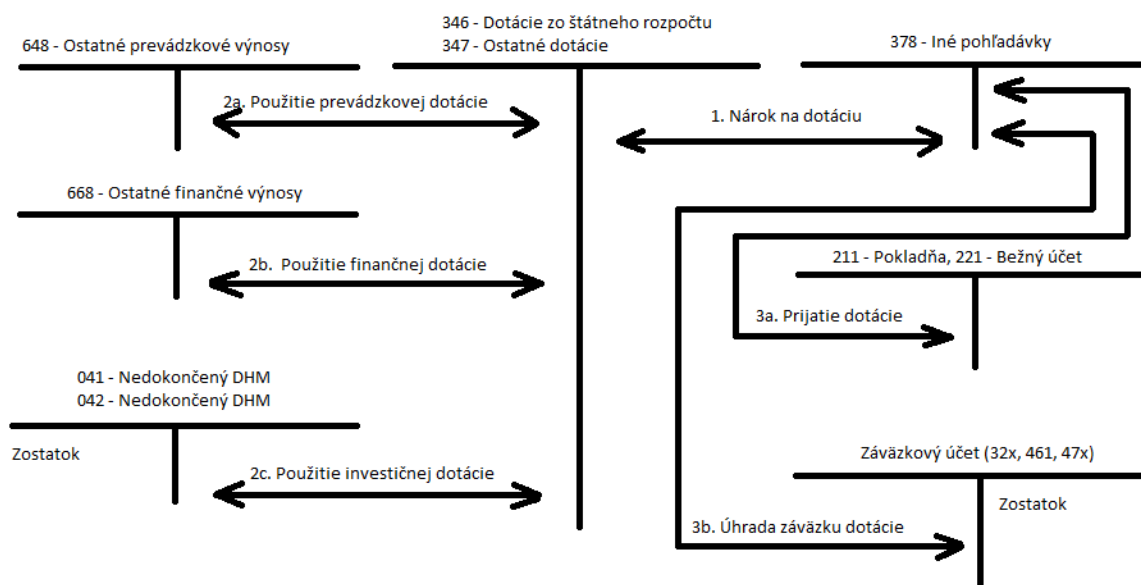 346 - Dotácie zo štátneho rozpočtu
347 - Ostatné dotácie
648 - Ostatné prevádzkové výnosy
378 - Iné pohľadávky
2a. Použitie prevádzkovej dotácie
1. Nárok na dotáciu
668 - Ostatné finančné výnosy
2b.  Použitie finančnej dotácie
211 - Pokladňa, 221 - Bežný účet
3a. Prijatie dotácie
041 - Nedokončený DHM
042 - Nedokončený DHM
Zostatok
2c. Použitie investičnej dotácie
Záväzkový účet (32x, 461, 47x)
Zostatok
3b. Úhrada záväzku dotácie